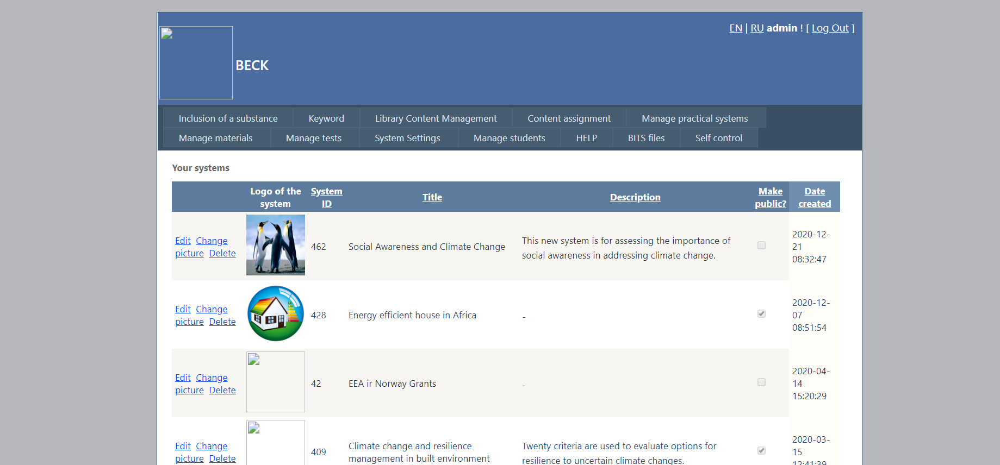 EN | RU admin ! [ Log Out ]
BECK
Inclusion of a substance Keyword Library Content Management Content assignment Manage practical systems
Manage materials Manage tests System Settings Manage students HELP BITS files Self control
Your systems
Logo of the system System ID Title Description Make public? Date created
Edit Change picture Delete
462
Social Awareness and Climate Change
This new system is for assessing the importance of
social awareness in addressing climate change.
2020-12-
21
08:32:47
Edit Change
picture Delete
428
Energy efficient house in Africa
-
2020-12-
07
08:51:54
Edit Change
picture Delete
42
EEA ir Norway Grants
-
2020-04-
14
15:20:29
Edit Change
picture Delete
409
Climate change and resilience
management in built environment
Twenty criteria are used to evaluate options for
resilience to uncertain climate changes.
2020-03-
15
12:41:39